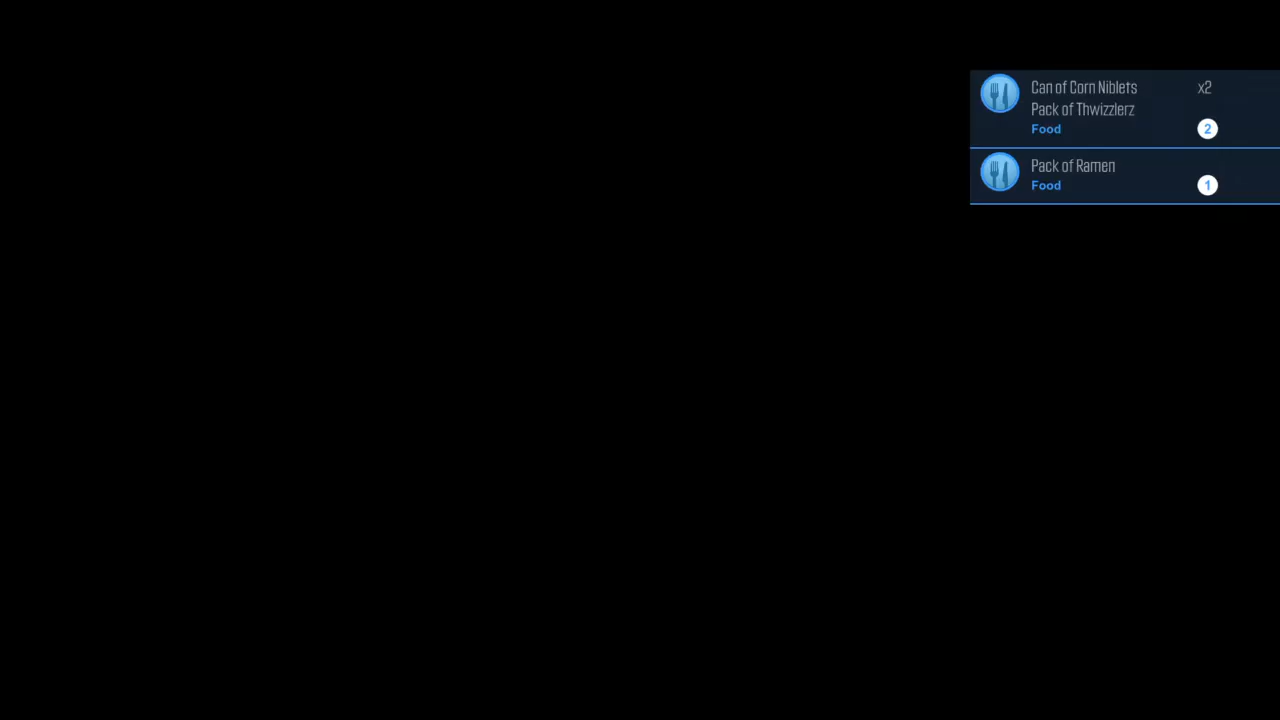 Can of Corn Niblets x2
Pack of Thwizzlerz
Food 2
Pack of Ramen
Food 1